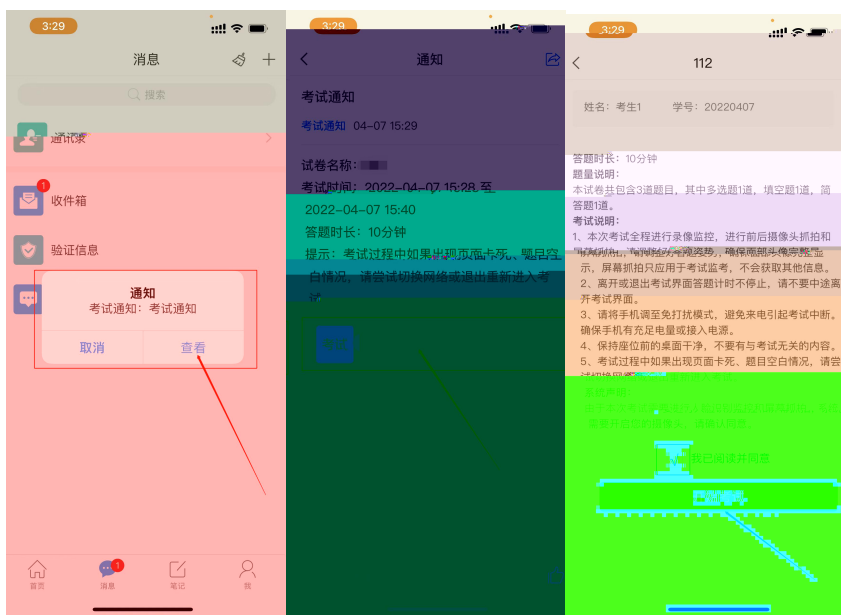 3:29
消息
搜索
通讯录
1
收件箱
验证信息
通知
考试通知：考试通知
取消
查看
首页
1
消息
笔记
我
3:29
通知
考试通知
考试通知 04-07 15:29
试卷名称：
考试时间：2022-04-07 15:28 至
2022-04-07 15:40
答题时长：10分钟
提示：考试过程中如果出现页面卡死、题目空
白情况，请尝试切换网络或退出重新进入考
试。
3:29
112
姓名：考生1 学号：20220407
答题时长：10分钟
题量说明：
本试卷共包含3道题目，其中多选题1道，填空题1道，简
答题1道。
考试说明：
1、本次考试全程进行录像监控，进行前后摄像头抓拍和
确保面部头像完整显
示，屏幕抓拍只应用于考试监考，不会获取其他信息。
2、离开或退出考试界面答题计时不停止，请不要中途离
开考试界面。
3、请将手机调至免打扰模式，避免来电引起考试中断。
确保手机有充足电量或接入电源。
4、保持座位前的桌面干净，不要有与考试无关的内容。
5、考试过程中如果出现页面卡死、题目空白情况，请尝
试切换网络
我已阅读并同意